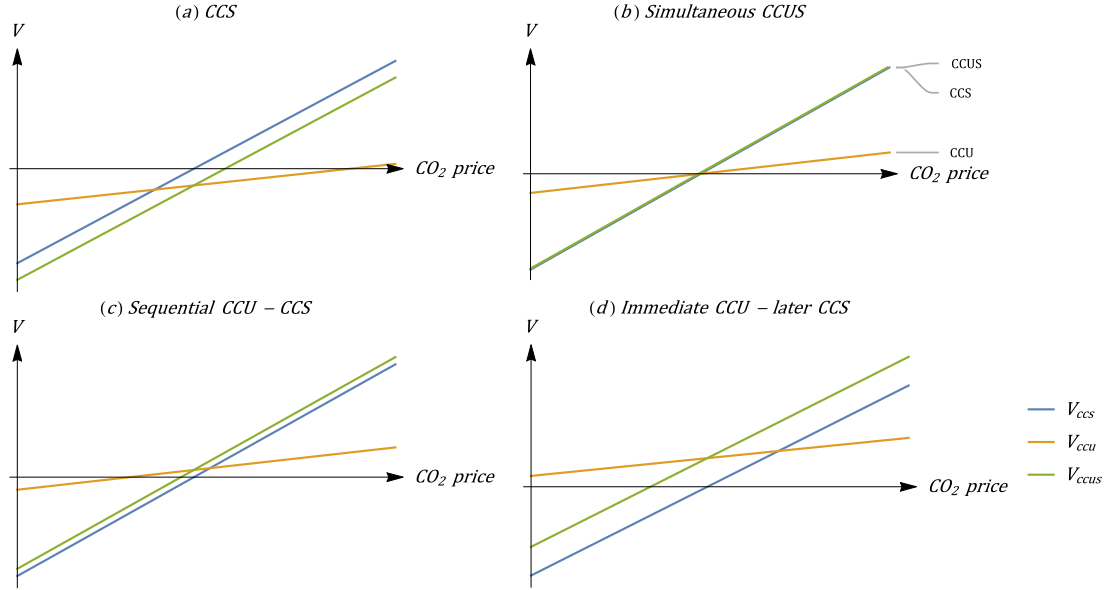 (a) CCS
V
CO2 price
(b) Simultaneous CCUS
V
CCUS
CCS
CCU
CO2 price
(c) Sequential CCU – CCS
V
CO2 price
(d) Immediate CCU – later CCS
V
CO2 price
Vccs
Vccu
Vccus